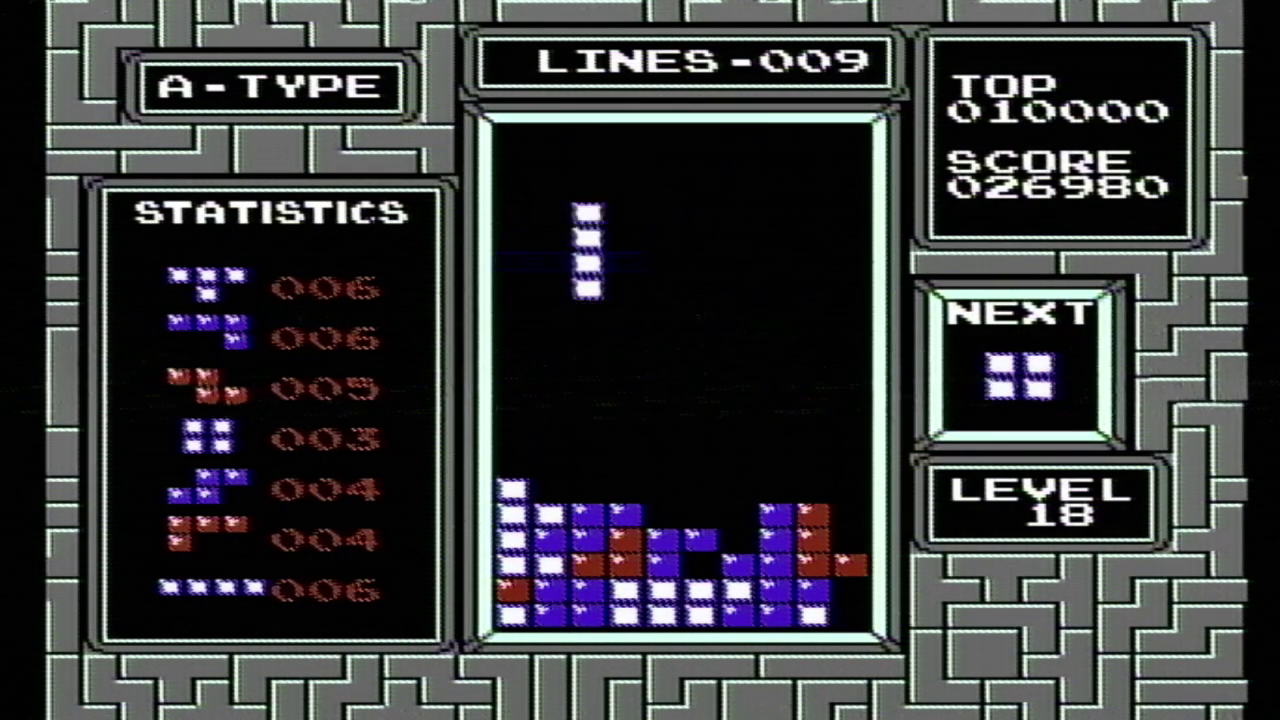 A-TYPE
LINES-009
TOP
010000
SCORE
026980
STATISTICS
006
006
005
003
004
004
006
NEXT
LEVEL
18